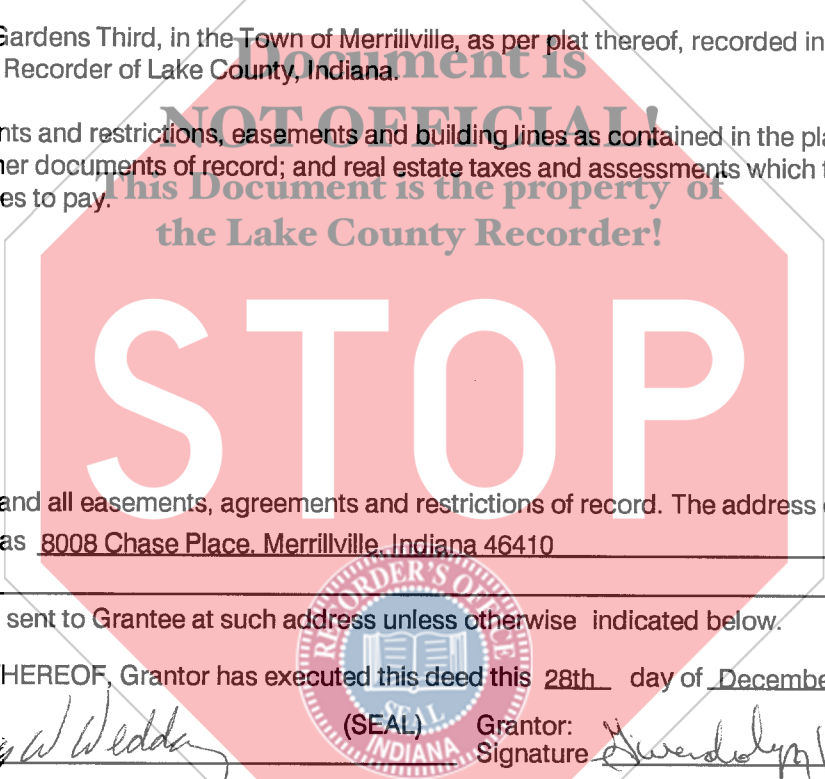 Gardens Third, in the Town of Merrillville, as per plat thereof, recorded in
Recorder of Lake County, Indiana.
Document is
NOT OFFICIAL!
nts and restrictions, easements and building lines as contained in the pla
ner documents of record; and real estate taxes and assessments which
es to pay.
This Document is the property of
the Lake County Recorder!
STOP
and all easements, agreements and restrictions of record. The address
as 8008 Chase Place, Merrillville, Indiana 46410
sent to Grantee at such address unless otherwise indicated below.
THEREOF, Grantor has executed this deed this 28th day of Decembe
RECORDER'S OFFICE
SEAL
INDIANA
W Wedda (SEAL) Grantor:
Signature Gwendolyn